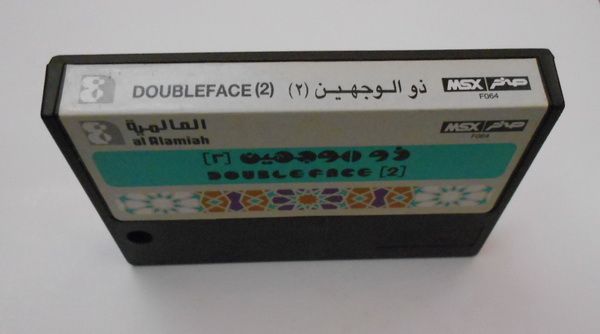 DOUBLEFACE (2) ذو الوجهين (٢) MSX صخر
F064
العالمية MSX صخر
al Alamiah F064
ذو الوجهين [٢]
DOUBLEFACE [2]